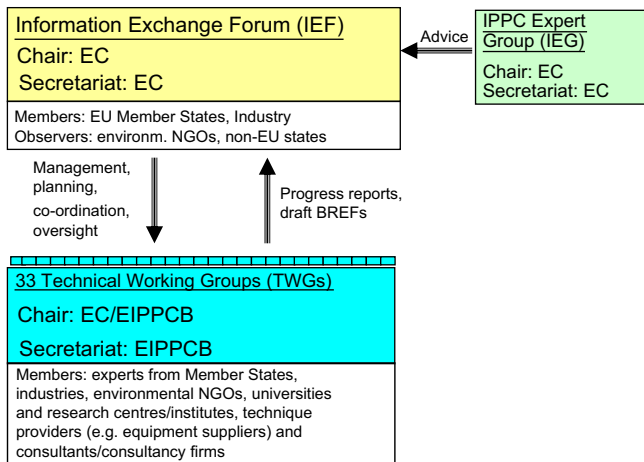 Information Exchange Forum (IEF)
Chair: EC
Secretariat: EC
Members: EU Member States, Industry
Observers: environm. NGOs, non-EU states
Advice
IPPC Expert
Group (IEG)
Chair: EC
Secretariat: EC
Management,
planning,
co-ordination,
oversight
Progress reports,
draft BREFs
33 Technical Working Groups (TWGs)
Chair: EC/EIPPCB
Secretariat: EIPPCB
Members: experts from Member States,
industries, environmental NGOs, universities
and research centres/institutes, technique
providers (e.g. equipment suppliers) and
consultants/consultancy firms